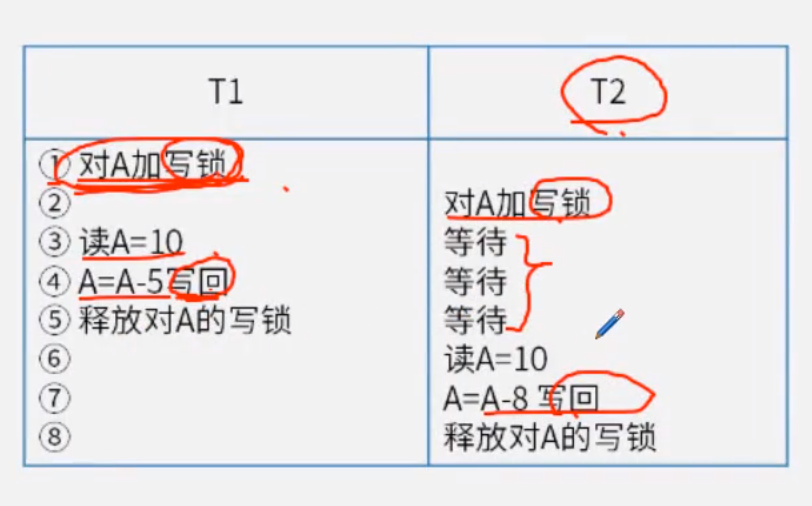 T1 T2
① 对A加写锁
② 对A加写锁
③ 读A=10 等待
④ A=A-5写回 等待
⑤ 释放对A的写锁 等待
⑥ 读A=10
⑦ A=A-8 写回
⑧ 释放对A的写锁